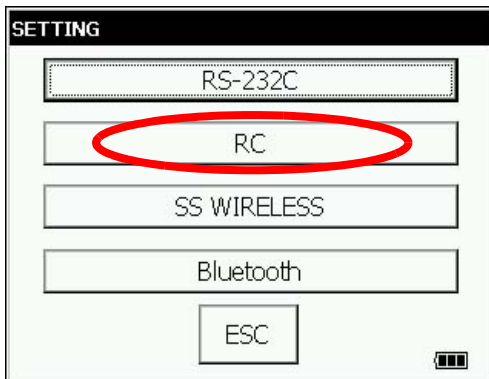 SETTING
RS-232C
RC
SS WIRELESS
Bluetooth
ESC